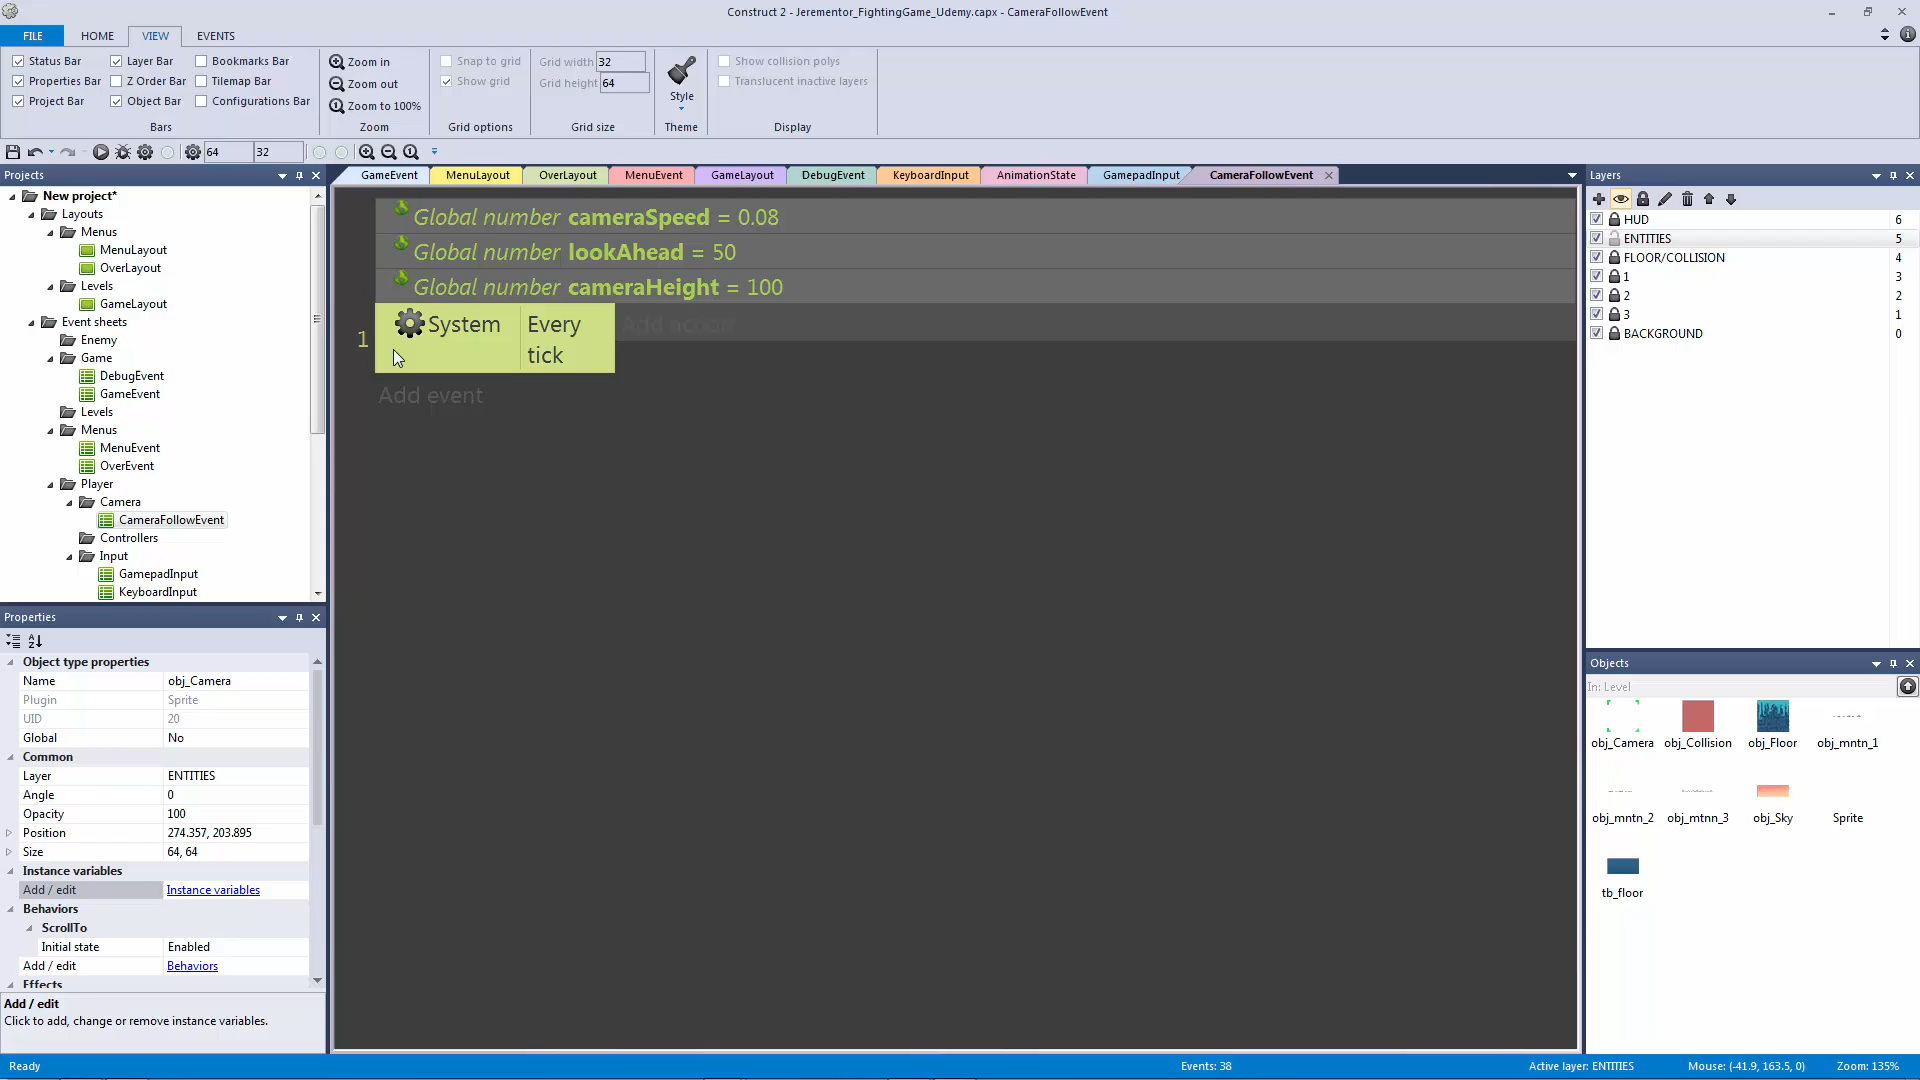 Construct 2 - Jerementor_FightingGame_Udemy.capx - CameraFollowEvent
FILE HOME VIEW EVENTS
Status Bar Layer Bar Bookmarks Bar
Properties Bar Z Order Bar Tilemap Bar
Project Bar Object Bar Configurations Bar
Bars
Zoom in
Zoom out
Zoom to 100%
Zoom
Snap to grid
Show grid
Grid options
Grid width 32
Grid height 64
Grid size
Style
Theme
Show collision polys
Translucent inactive layers
Display
64 32
Projects
New project*
Layouts
Menus
MenuLayout
OverLayout
Levels
GameLayout
Event sheets
Enemy
Game
DebugEvent
GameEvent
Levels
Menus
MenuEvent
OverEvent
Player
Camera
CameraFollowEvent
Controllers
Input
GamepadInput
KeyboardInput
Properties
Object type properties
Name obj_Camera
Plugin Sprite
UID 20
Global No
Common
Layer ENTITIES
Angle 0
Opacity 100
Position 274.357, 203.895
Size 64, 64
Instance variables
Add / edit Instance variables
Behaviors
ScrollTo
Initial state Enabled
Add / edit Behaviors
Effects
Add / edit
Click to add, change or remove instance variables.
GameEvent MenuLayout OverLayout MenuEvent GameLayout DebugEvent KeyboardInput AnimationState GamepadInput CameraFollowEvent
Global number cameraSpeed = 0.08
Global number lookAhead = 50
Global number cameraHeight = 100
1 System Every tick
Add action
Add event
Layers
HUD 6
ENTITIES 5
FLOOR/COLLISION 4
1 3
2 2
3 1
BACKGROUND 0
Objects
In: Level
obj_Camera obj_Collision obj_Floor obj_mntn_1
obj_mntn_2 obj_mtnn_3 obj_Sky Sprite
tb_floor
Ready Events: 38 Active layer: ENTITIES Mouse: (-41.9, 163.5, 0) Zoom: 135%